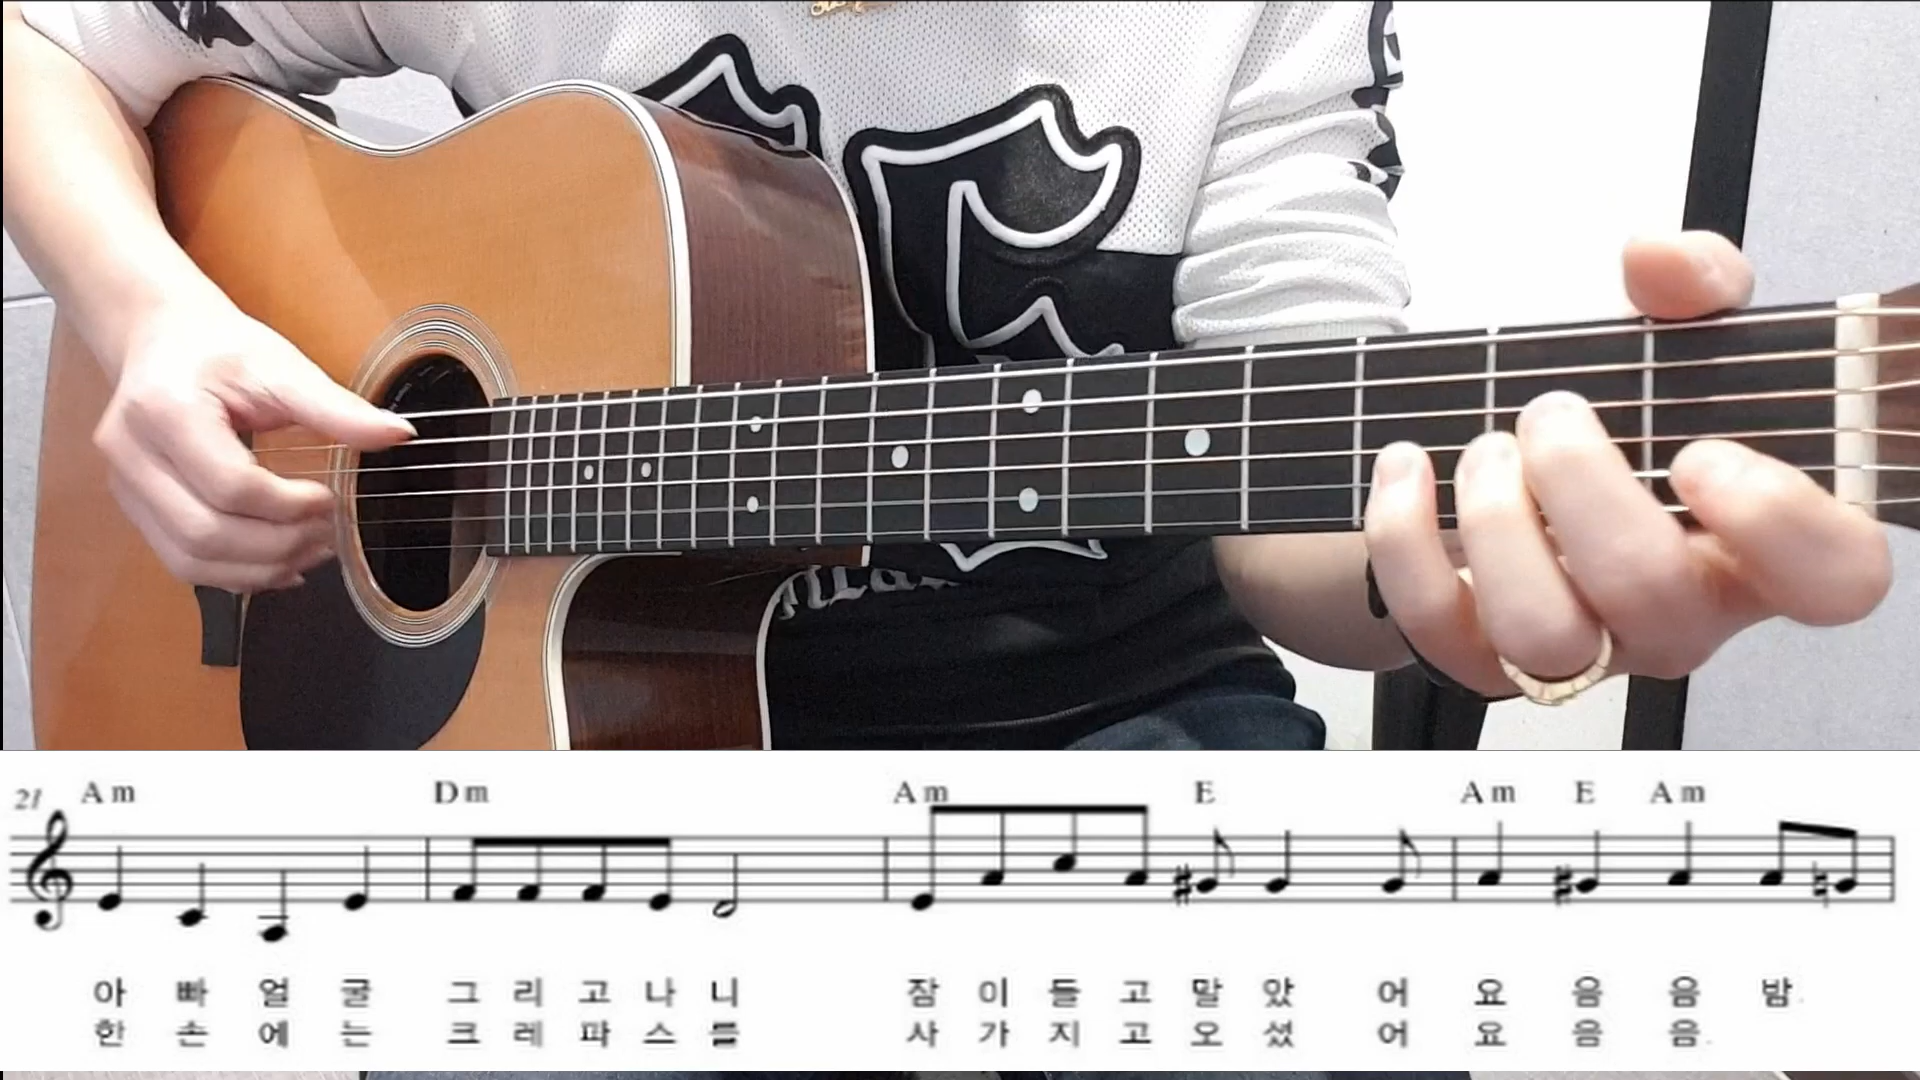 21 Am Dm Am E Am E Am
아 빠 얼 굴 그 리 고 나 니 잠 이 들 고 말 았 어 요 음 음 밤.
한 손 에 는 크 레 파 스 를 사 가 지 고 오 셨 어 요 음 음.